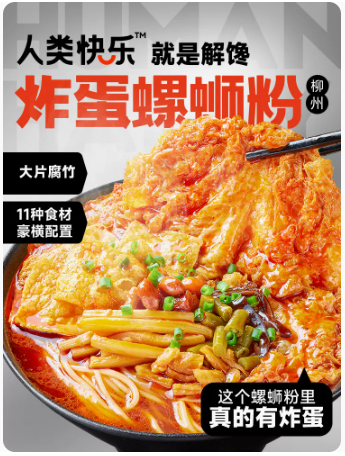 HUMAN
人类快乐™ 就是解馋
炸蛋螺蛳粉
柳州
大片腐竹
11种食材
豪横配置
这个螺蛳粉里
真的有炸蛋